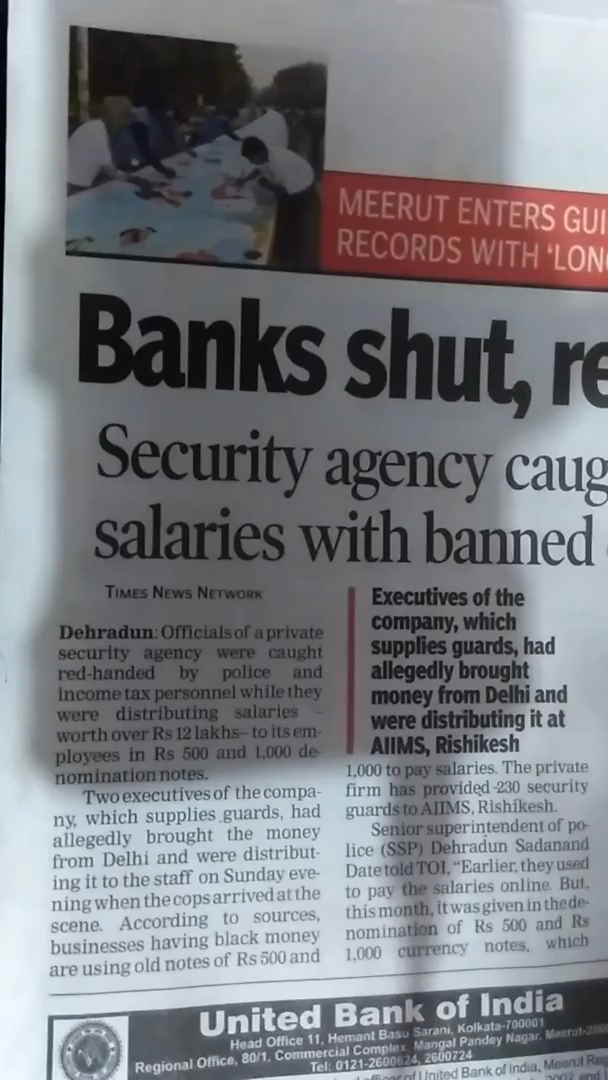 MEERUT ENTERS GUI
RECORDS WITH 'LON
Banks shut, re
Security agency caug
salaries with banned
TIMES NEWS NETWORK
Dehradun: Officials of a private
security agency were caught
red-handed by police and
income tax personnel while they
were distributing salaries –
worth over Rs 12 lakhs– to its em-
ployees in Rs 500 and 1,000 de-
nomination notes.
Two executives of the compa-
ny, which supplies guards, had
allegedly brought the money
from Delhi and were distribut-
ing it to the staff on Sunday eve-
ning when the cops arrived at the
scene. According to sources,
businesses having black money
are using old notes of Rs 500 and
Executives of the
company, which
supplies guards, had
allegedly brought
money from Delhi and
were distributing it at
AIIMS, Rishikesh
1,000 to pay salaries. The private
firm has provided 230 security
guards to AIIMS, Rishikesh.
Senior superintendent of po-
lice (SSP) Dehradun Sadanand
Date told TOI, "Earlier, they used
to pay the salaries online. But,
this month, it was given in the de-
nomination of Rs 500 and Rs
1,000 currency notes, which
United Bank of India
Head Office 11, Hemant Basu Sarani, Kolkata-700001
Regional Office, 80/1, Commercial Complex, Mangal Pandey Nagar, Meerut-
Tel: 0121-2600624, 2600724
of United Bank of India, Meerut Reg